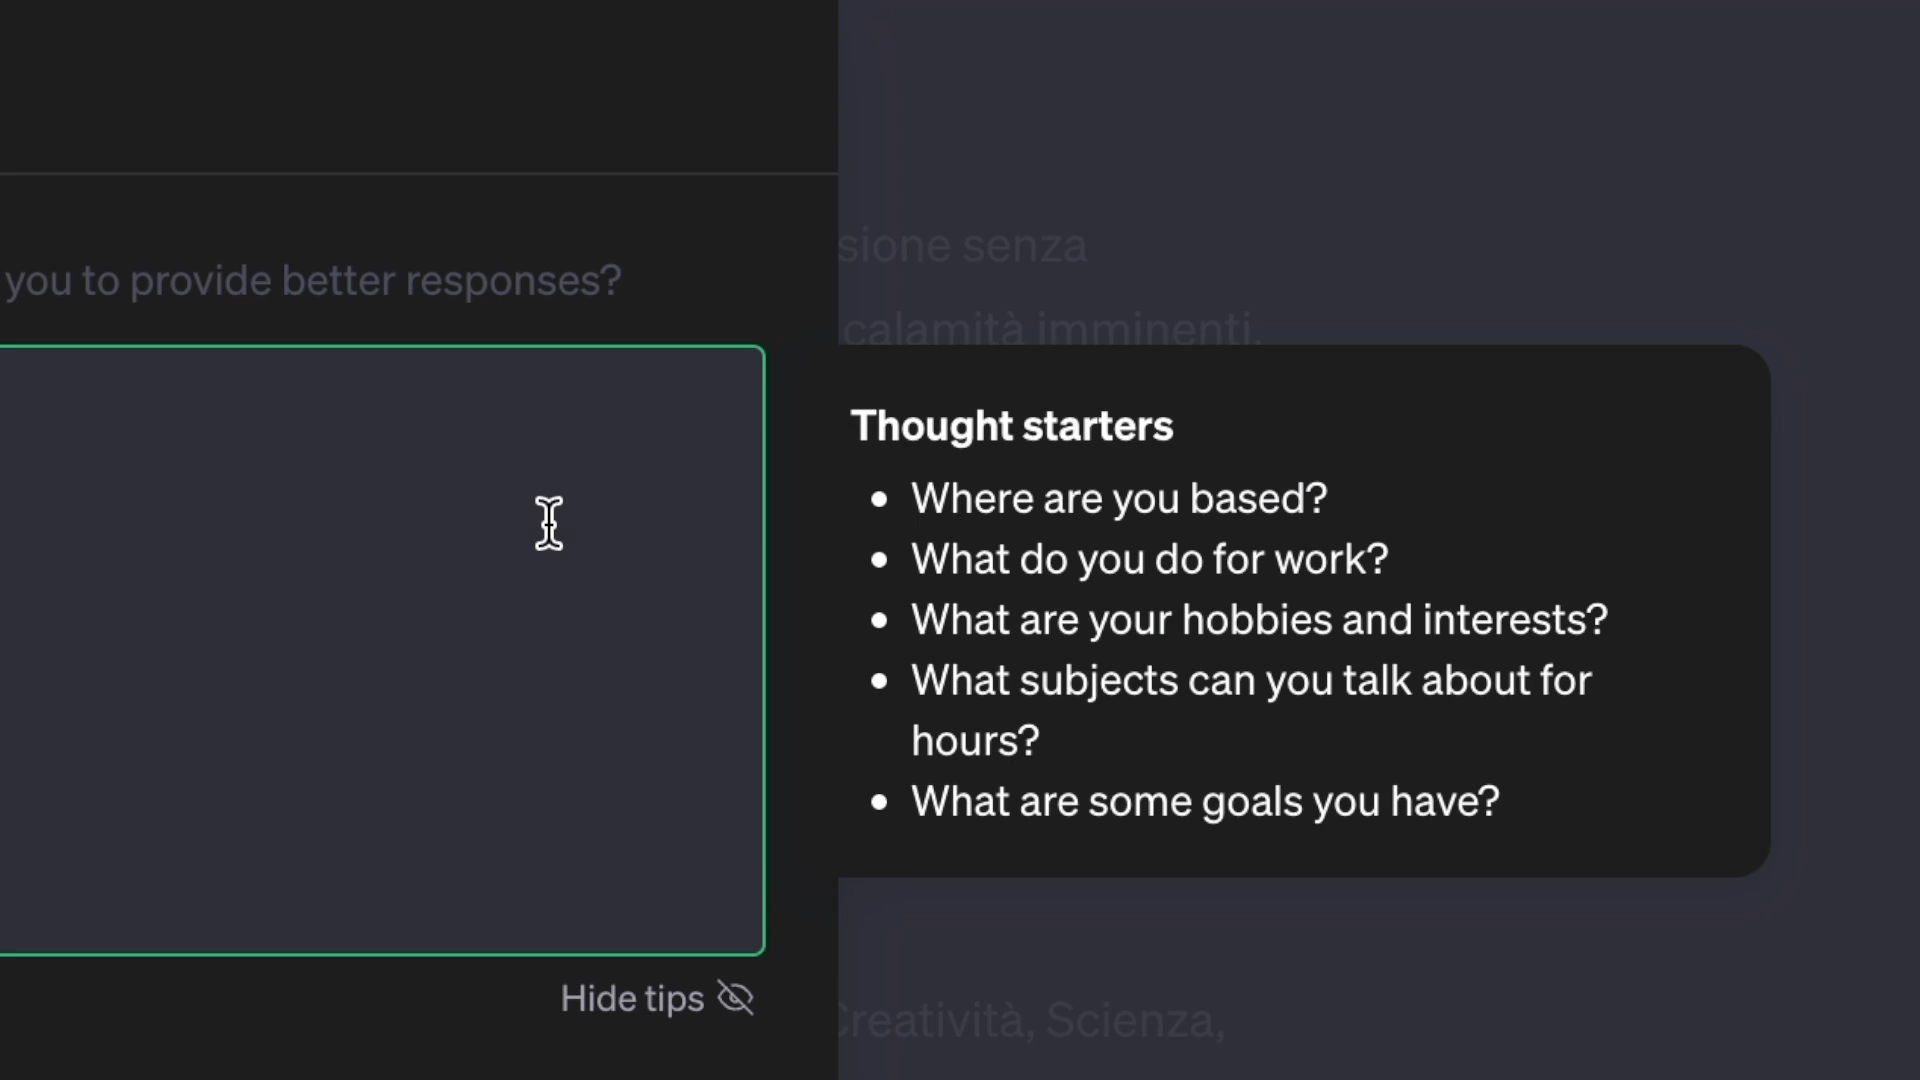 sione senza
you to provide better responses?
calamità imminenti.
Thought starters
• Where are you based?
• What do you do for work?
• What are your hobbies and interests?
• What subjects can you talk about for
hours?
• What are some goals you have?
Hide tips
Creatività, Scienza,